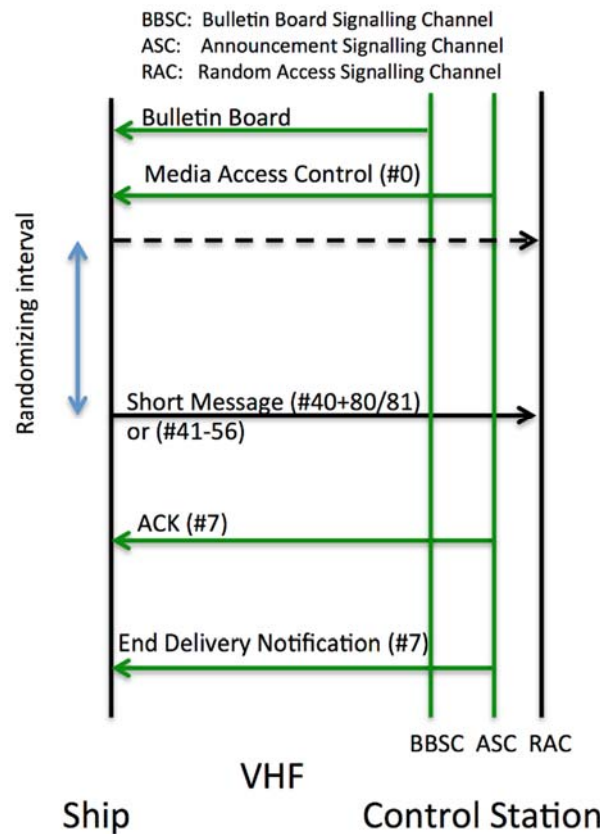 BBSC: Bulletin Board Signalling Channel
ASC: Announcement Signalling Channel
RAC: Random Access Signalling Channel
Bulletin Board
Media Access Control (#0)
Randomizing interval
Short Message (#40+80/81)
or (#41-56)
ACK (#7)
End Delivery Notification (#7)
BBSC ASC RAC
VHF
Ship Control Station